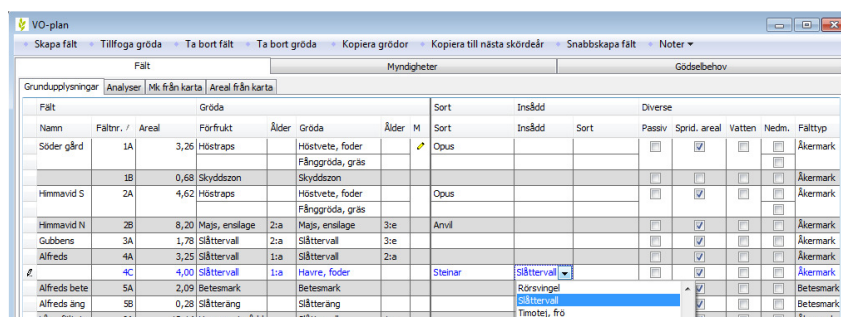 VO-plan
Skapa fält Tillfoga gröda Ta bort fält Ta bort gröda Kopiera grödor Kopiera till nästa skördeår Snabbskapa fält Noter
Fält Myndigheter Gödselbehov
Grundupplysningar Analyser Mk från karta Areal från karta
Fält Gröda Sort Insådd Diverse
Namn Fältnr. / Areal Förfrukt Ålder Gröda Ålder M Sort Insådd Sort Passiv Sprid. areal Vatten Nedm. Fälttyp
Söder gård 1A 3,26 Höstraps Höstvete, foder Opus Åkermark
Fånggröda, gräs
1B 0,68 Skyddszon Skyddszon Åkermark
Himmavid S 2A 4,62 Höstraps Höstvete, foder Opus Åkermark
Fånggröda, gräs
Himmavid N 2B 8,20 Majs, ensilage 2:a Majs, ensilage 3:e Anvil Åkermark
Gubbens 3A 1,78 Slåttervall 2:a Slåttervall 3:e Åkermark
Alfreds 4A 3,25 Slåttervall 1:a Slåttervall 2:a Åkermark
4C 4,00 Slåttervall 1:a Havre, foder Steinar Slåttervall Åkermark
Alfreds bete 5A 2,09 Betesmark Betesmark Rörsvingel Betesmark
Alfreds äng 5B 0,28 Slåtteräng Slåtteräng Slåttervall Betesmark
Timotej, frö